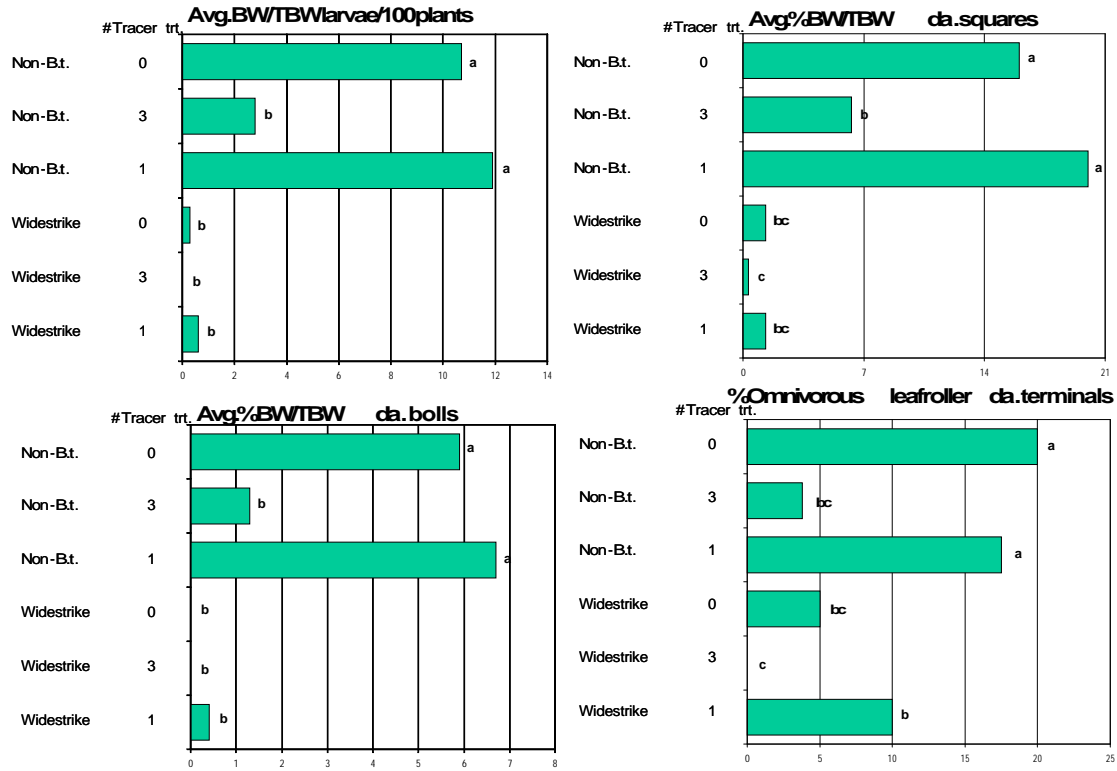 Avg.BW/TBWlarvae/100plants
#Tracer trt.
Non-B.t. 0 a
Non-B.t. 3 b
Non-B.t. 1 a
Widestrike 0 b
Widestrike 3 b
Widestrike 1 b
0 2 4 6 8 10 12 14
Avg%BW/TBW da.squares
#Tracer trt.
Non-B.t. 0 a
Non-B.t. 3 b
Non-B.t. 1 a
Widestrike 0 bc
Widestrike 3 c
Widestrike 1 bc
0 7 14 21
Avg.%BW/TBW da.bolls
#Tracer trt.
Non-B.t. 0 a
Non-B.t. 3 b
Non-B.t. 1 a
Widestrike 0 b
Widestrike 3 b
Widestrike 1 b
0 1 2 3 4 5 6 7 8
%Omnivorous leafroller da.terminals
#Tracer trt.
Non-B.t. 0 a
Non-B.t. 3 bc
Non-B.t. 1 a
Widestrike 0 bc
Widestrike 3 c
Widestrike 1 b
0 5 10 15 20 25